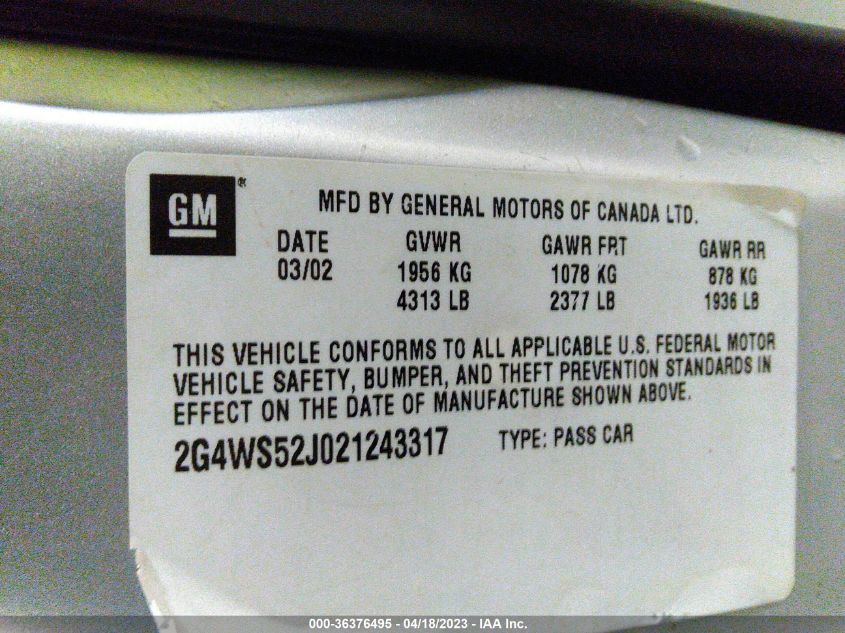 GM ®
MFD BY GENERAL MOTORS OF CANADA LTD.
DATE GVWR GAWR FRT GAWR RR
03/02 1956 KG 1078 KG 878 KG
4313 LB 2377 LB 1936 LB
THIS VEHICLE CONFORMS TO ALL APPLICABLE U.S. FEDERAL MOTOR
VEHICLE SAFETY, BUMPER, AND THEFT PREVENTION STANDARDS IN
EFFECT ON THE DATE OF MANUFACTURE SHOWN ABOVE.
2G4WS52J021243317 TYPE: PASS CAR
000-36376495 - 04/18/2023 - IAA Inc.